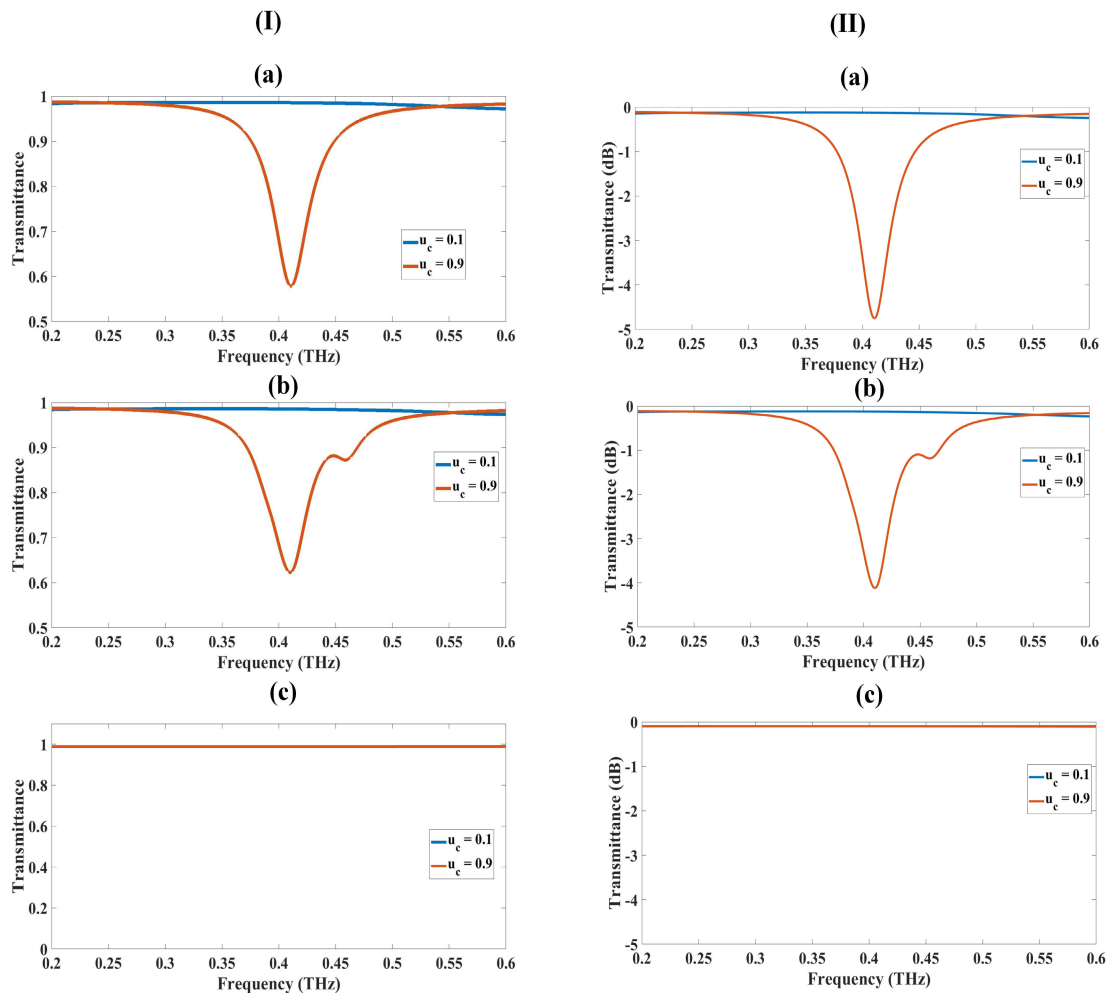 (I)
(II)
(a)
1
0.9
0.8
0.7
0.6
0.5
Transmittance
u_c = 0.1
u_c = 0.9
0.2 0.25 0.3 0.35 0.4 0.45 0.5 0.55 0.6
Frequency (THz)
(a)
0
-1
-2
-3
-4
-5
Transmittance (dB)
u_c = 0.1
u_c = 0.9
0.2 0.25 0.3 0.35 0.4 0.45 0.5 0.55 0.6
Frequency (THz)
(b)
1
0.9
0.8
0.7
0.6
0.5
Transmittance
u_c = 0.1
u_c = 0.9
0.2 0.25 0.3 0.35 0.4 0.45 0.5 0.55 0.6
Frequency (THz)
(b)
0
-1
-2
-3
-4
-5
Transmittance (dB)
u_c = 0.1
u_c = 0.9
0.2 0.25 0.3 0.35 0.4 0.45 0.5 0.55 0.6
Frequency (THz)
(c)
1
0.8
0.6
0.4
0.2
0
Transmittance
u_c = 0.1
u_c = 0.9
0.2 0.25 0.3 0.35 0.4 0.45 0.5 0.55 0.6
Frequency (THz)
(c)
0
-1
-2
-3
-4
-5
Transmittance (dB)
u_c = 0.1
u_c = 0.9
0.2 0.25 0.3 0.35 0.4 0.45 0.5 0.55 0.6
Frequency (THz)